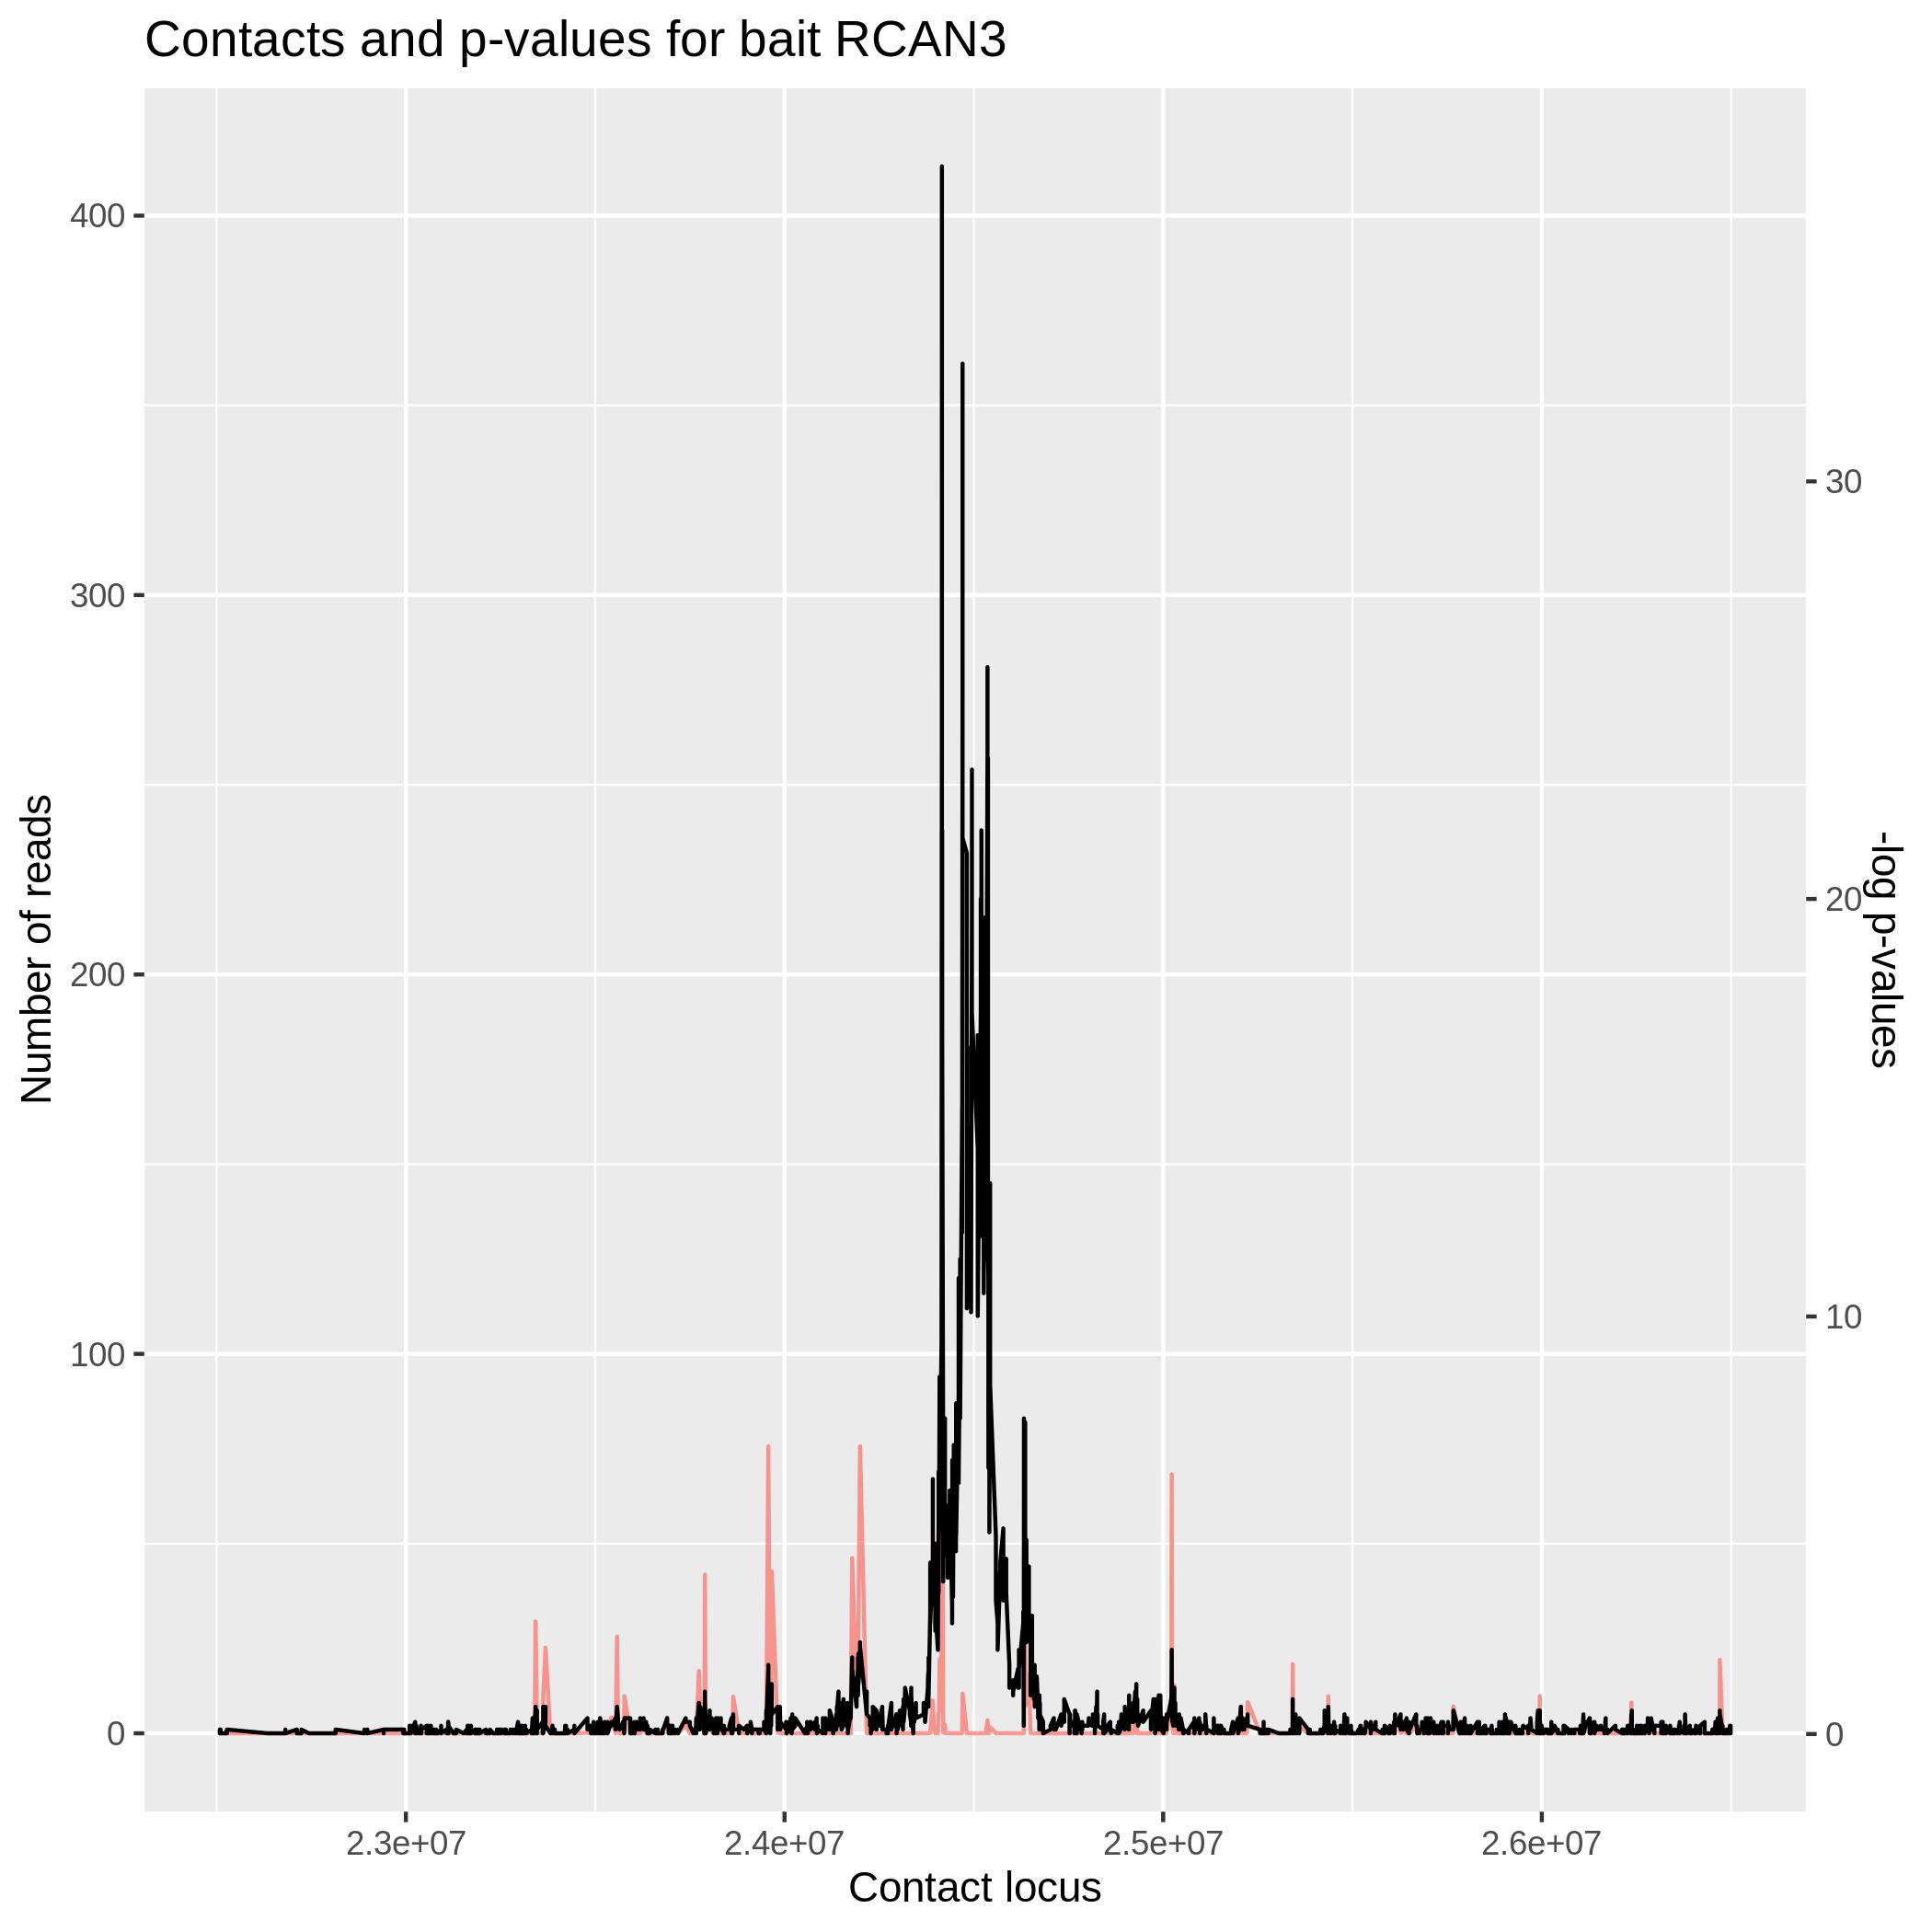 Contacts and p-values for bait RCAN3
400
300
200
100
0
Number of reads
30
20
10
0
-log p-values
2.3e+07
2.4e+07
2.5e+07
2.6e+07
Contact locus